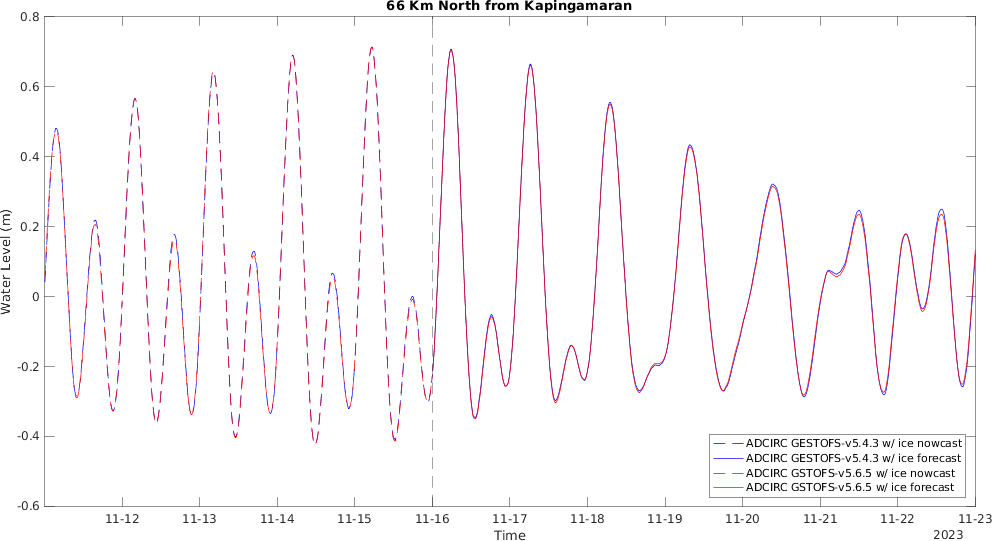 66 Km North from Kapingamaran
0.8
0.6
0.4
0.2
0
-0.2
-0.4
-0.6
Water Level (m)
ADCIRC GESTOFS-v5.4.3 w/ ice nowcast
ADCIRC GESTOFS-v5.4.3 w/ ice forecast
ADCIRC GSTOFS-v5.6.5 w/ ice nowcast
ADCIRC GSTOFS-v5.6.5 w/ ice forecast
11-12 11-13 11-14 11-15 11-16 11-17 11-18 11-19 11-20 11-21 11-22 11-23
Time
2023